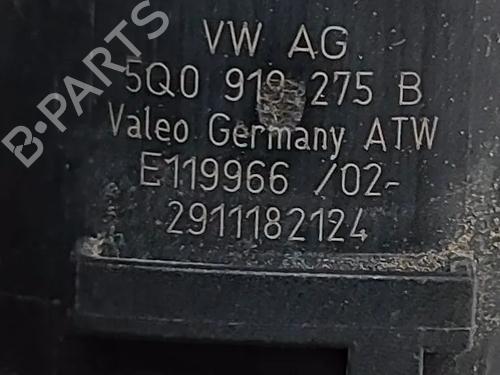 VW AG
5Q0 919 275 B
Valeo Germany ATW
E119966 /02-
2911182124
B-PARTS